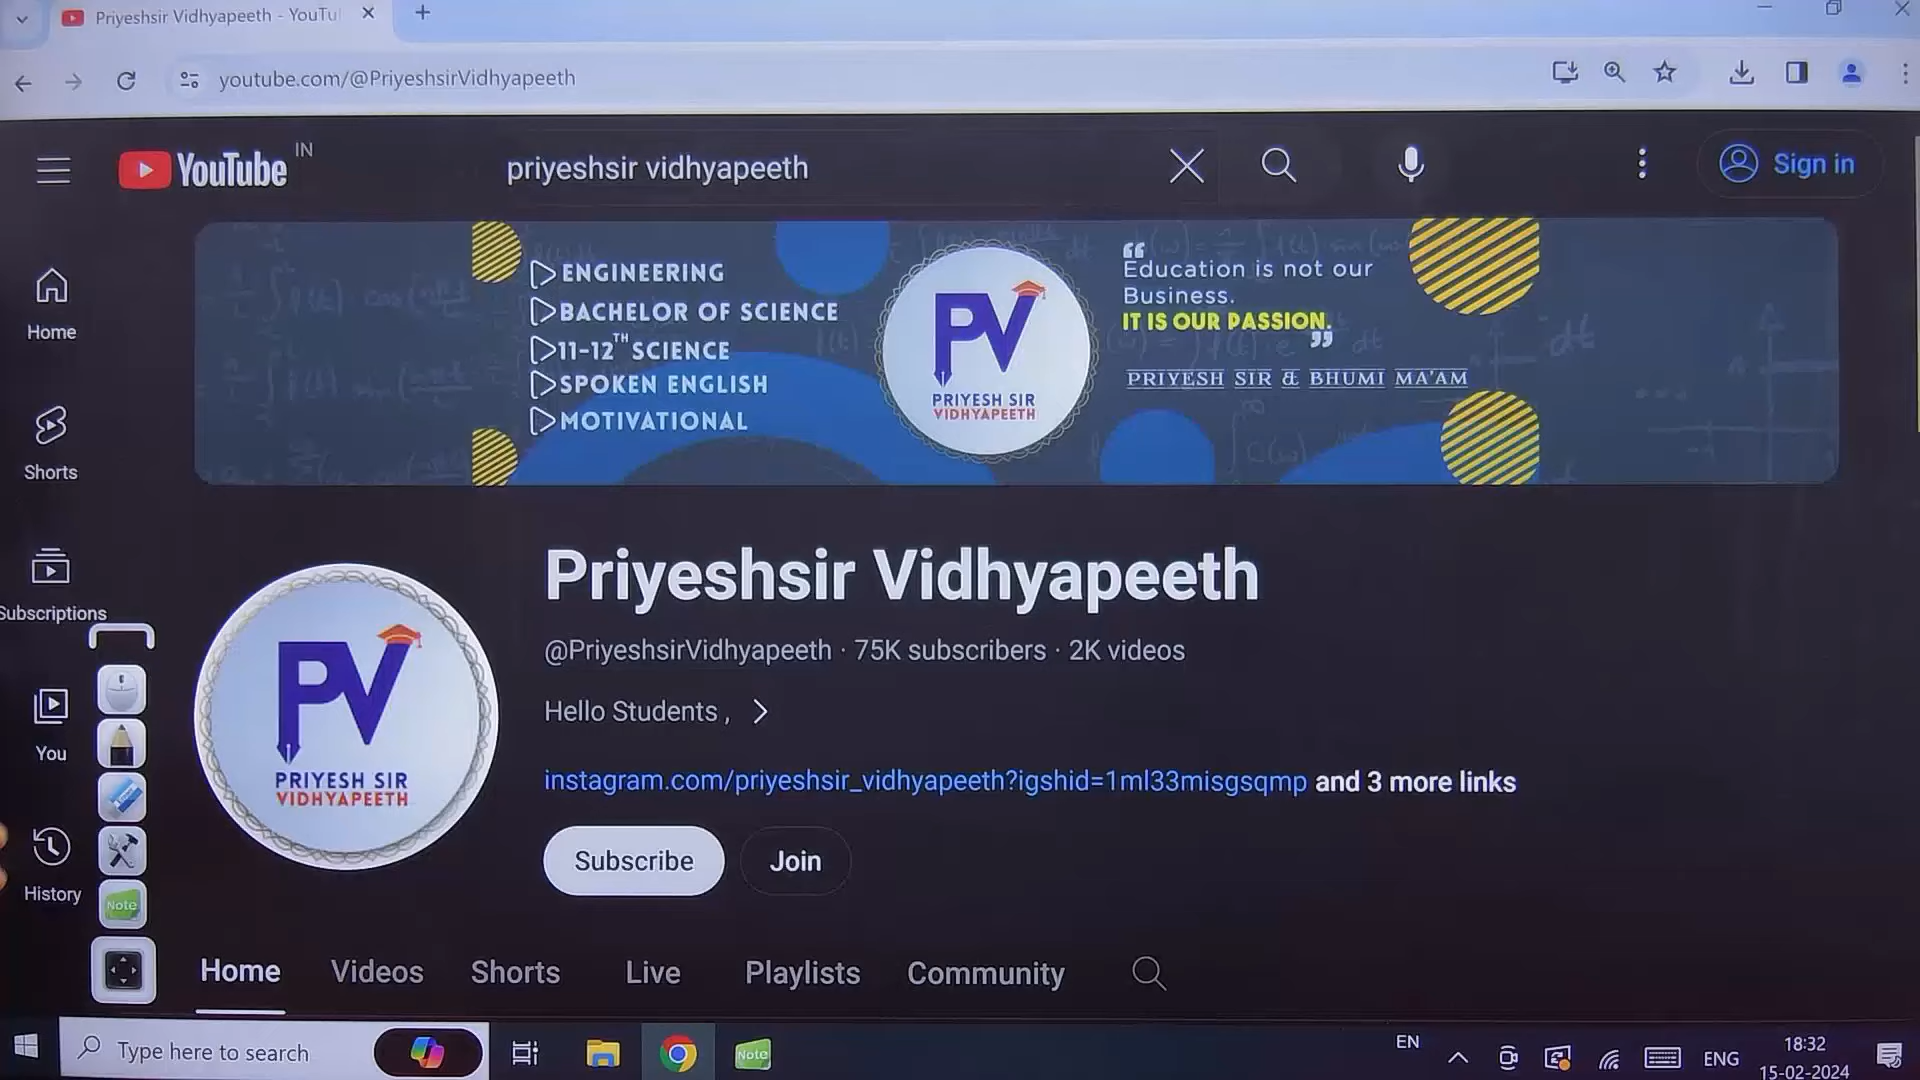 Priyeshsir Vidhyapeeth - YouTu
youtube.com/@PriyeshsirVidhyapeeth
YouTube IN
priyeshsir vidhyapeeth
Sign in
ENGINEERING
BACHELOR OF SCIENCE
11-12TH SCIENCE
SPOKEN ENGLISH
MOTIVATIONAL
PV
PRIYESH SIR
VIDHYAPEETH
“
Education is not our
Business.
IT IS OUR PASSION.
”
PRIYESH SIR & BHUMI MA'AM
Home
Shorts
Subscriptions
You
History
Note
PV
PRIYESH SIR
VIDHYAPEETH
Priyeshsir Vidhyapeeth
@PriyeshsirVidhyapeeth · 75K subscribers · 2K videos
Hello Students ,
instagram.com/priyeshsir_vidhyapeeth?igshid=1ml33misgsqmp and 3 more links
Subscribe
Join
Home Videos Shorts Live Playlists Community
Type here to search
Note
EN
ENG
18:32
15-02-2024